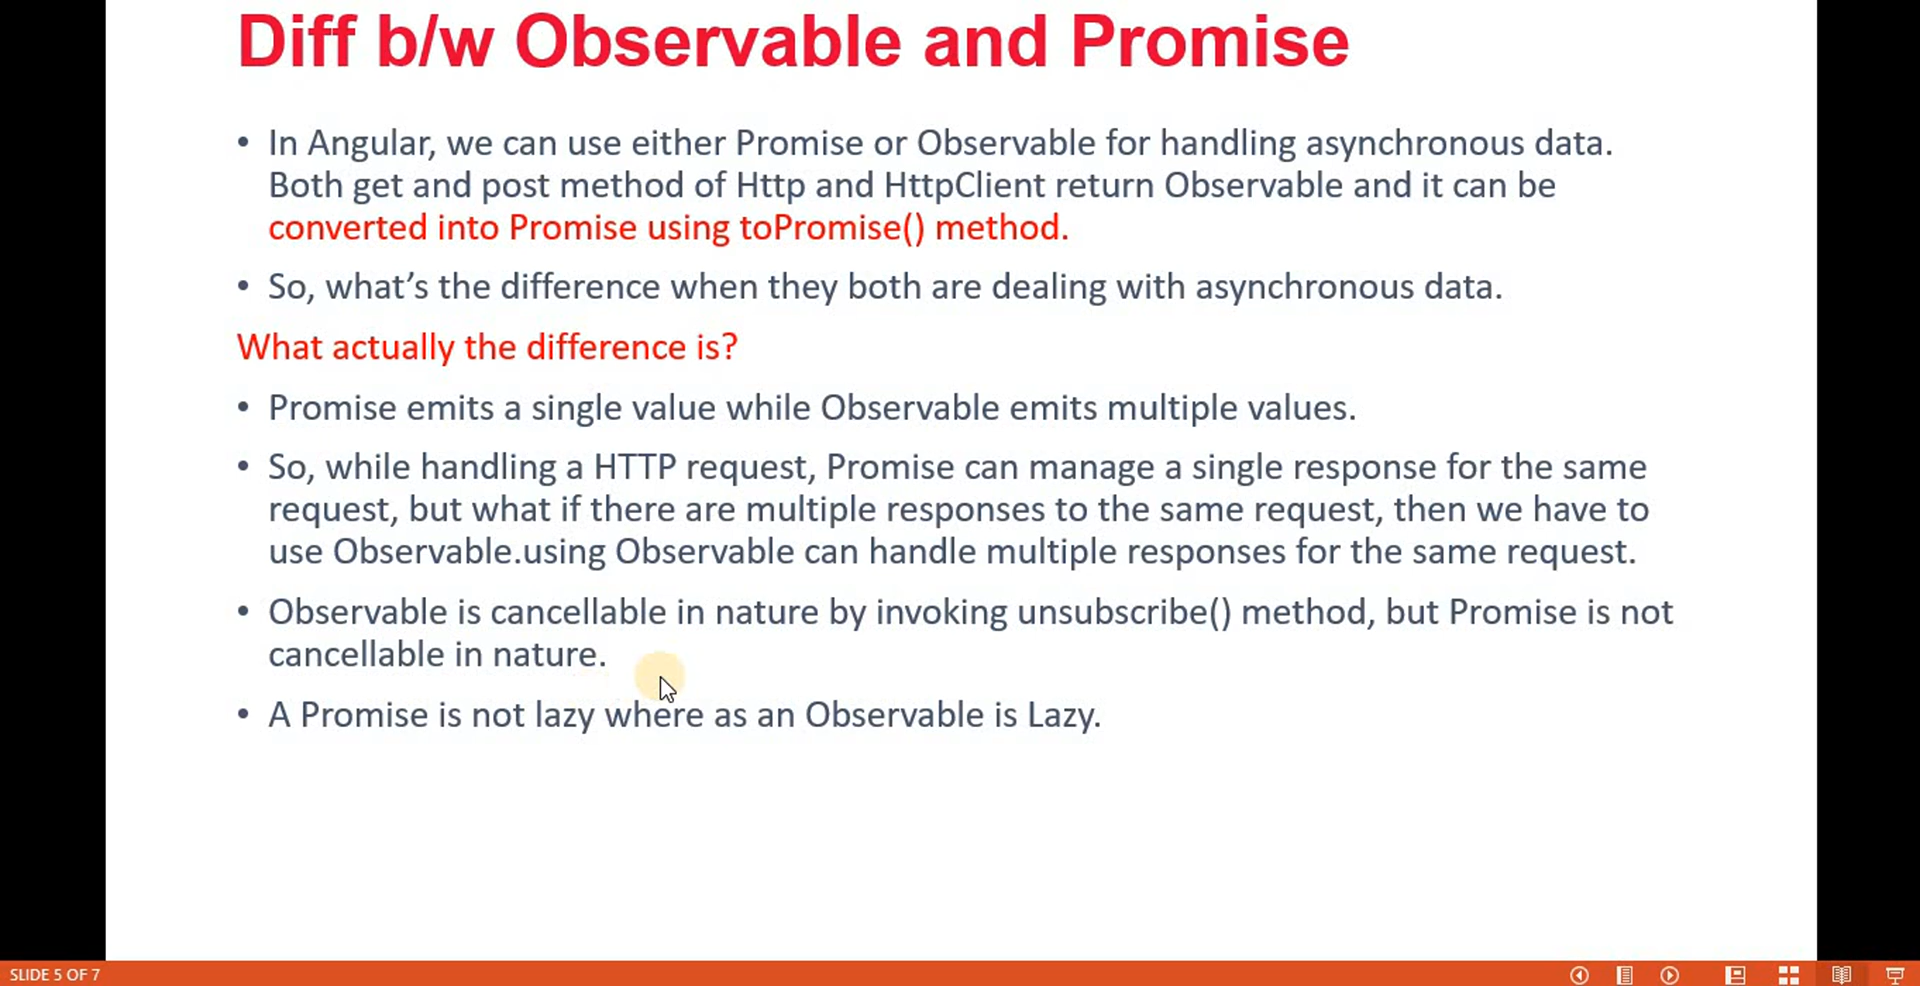 Diff b/w Observable and Promise
• In Angular, we can use either Promise or Observable for handling asynchronous data.
Both get and post method of Http and HttpClient return Observable and it can be
converted into Promise using toPromise() method.
• So, what’s the difference when they both are dealing with asynchronous data.
What actually the difference is?
• Promise emits a single value while Observable emits multiple values.
• So, while handling a HTTP request, Promise can manage a single response for the same
request, but what if there are multiple responses to the same request, then we have to
use Observable.using Observable can handle multiple responses for the same request.
• Observable is cancellable in nature by invoking unsubscribe() method, but Promise is not
cancellable in nature.
• A Promise is not lazy where as an Observable is Lazy.
SLIDE 5 OF 7